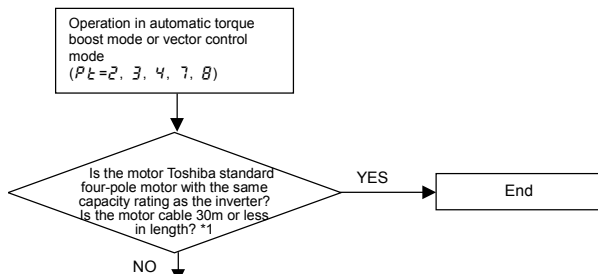 Operation in automatic torque
boost mode or vector control
mode
(Pt=2, 3, 4, 7, 8)
Is the motor Toshiba standard
four-pole motor with the same
capacity rating as the inverter?
Is the motor cable 30m or less
in length? *1
YES
End
NO